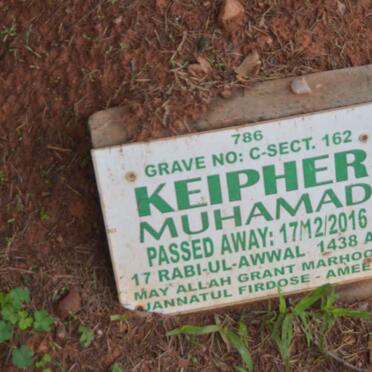 786
GRAVE NO: C-SECT. 162
KEIPHER
MUHAMAD
PASSED AWAY: 17/12/2016
17 RABI-UL-AWWAL 1438 A
MAY ALLAH GRANT MARHOO
JANNATUL FIRDOSE - AMEE